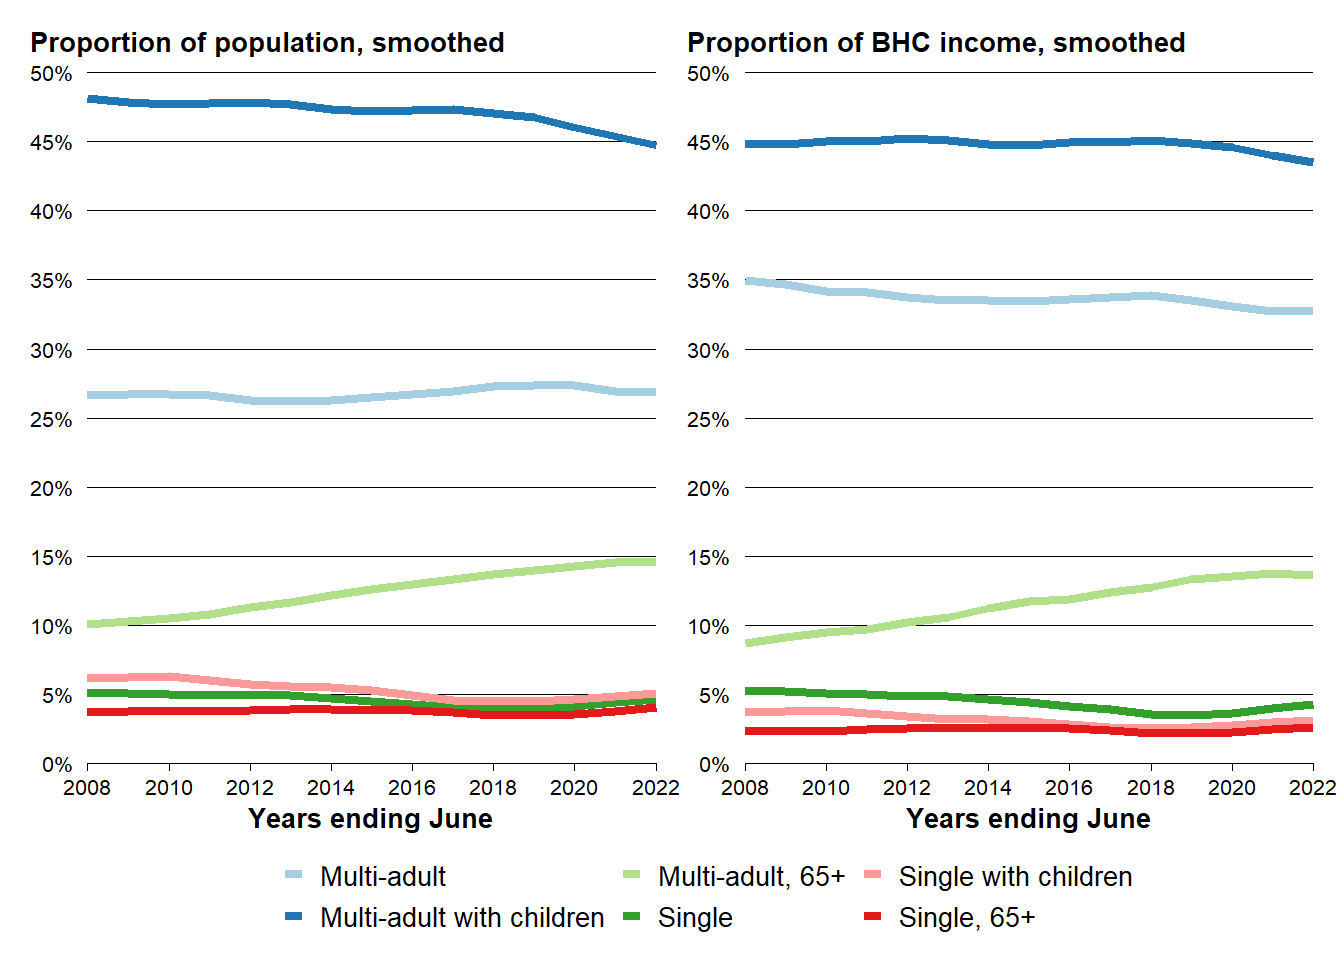 Proportion of population, smoothed
50%
45%
40%
35%
30%
25%
20%
15%
10%
5%
0%
2008 2010 2012 2014 2016 2018 2020 2022
Years ending June
Proportion of BHC income, smoothed
50%
45%
40%
35%
30%
25%
20%
15%
10%
5%
0%
2008 2010 2012 2014 2016 2018 2020 2022
Years ending June
Multi-adult Multi-adult, 65+ Single with children
Multi-adult with children Single Single, 65+